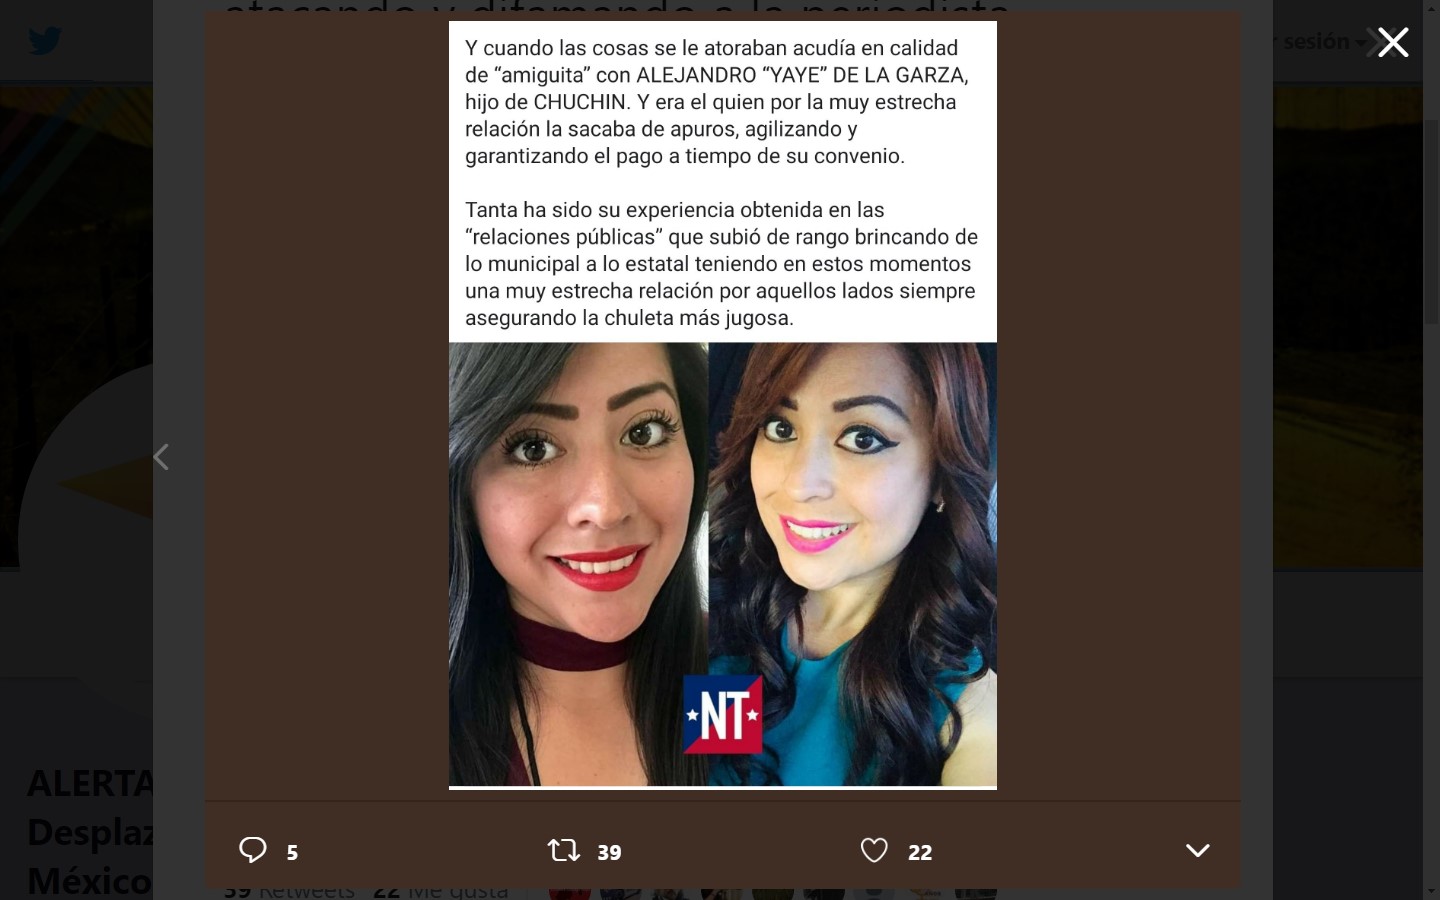 atacando y difamando a la periodista
Y cuando las cosas se le atoraban acudía en calidad
de “amiguita” con ALEJANDRO “YAYE” DE LA GARZA,
hijo de CHUCHIN. Y era el quien por la muy estrecha
relación la sacaba de apuros, agilizando y
garantizando el pago a tiempo de su convenio.
Tanta ha sido su experiencia obtenida en las
“relaciones públicas” que subió de rango brincando de
lo municipal a lo estatal teniendo en estos momentos
una muy estrecha relación por aquellos lados siempre
asegurando la chuleta más jugosa.
NT
r sesión
ALERTA
Desplaz
México
5 39 22
39 Retweets 22 Me gusta